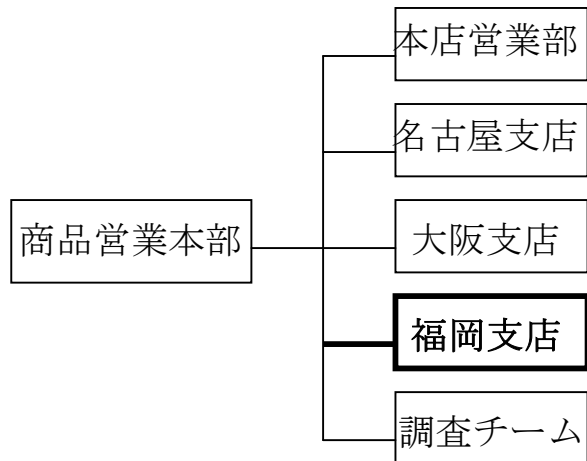 本店営業部
名古屋支店
商品営業本部
大阪支店
福岡支店
調査チーム